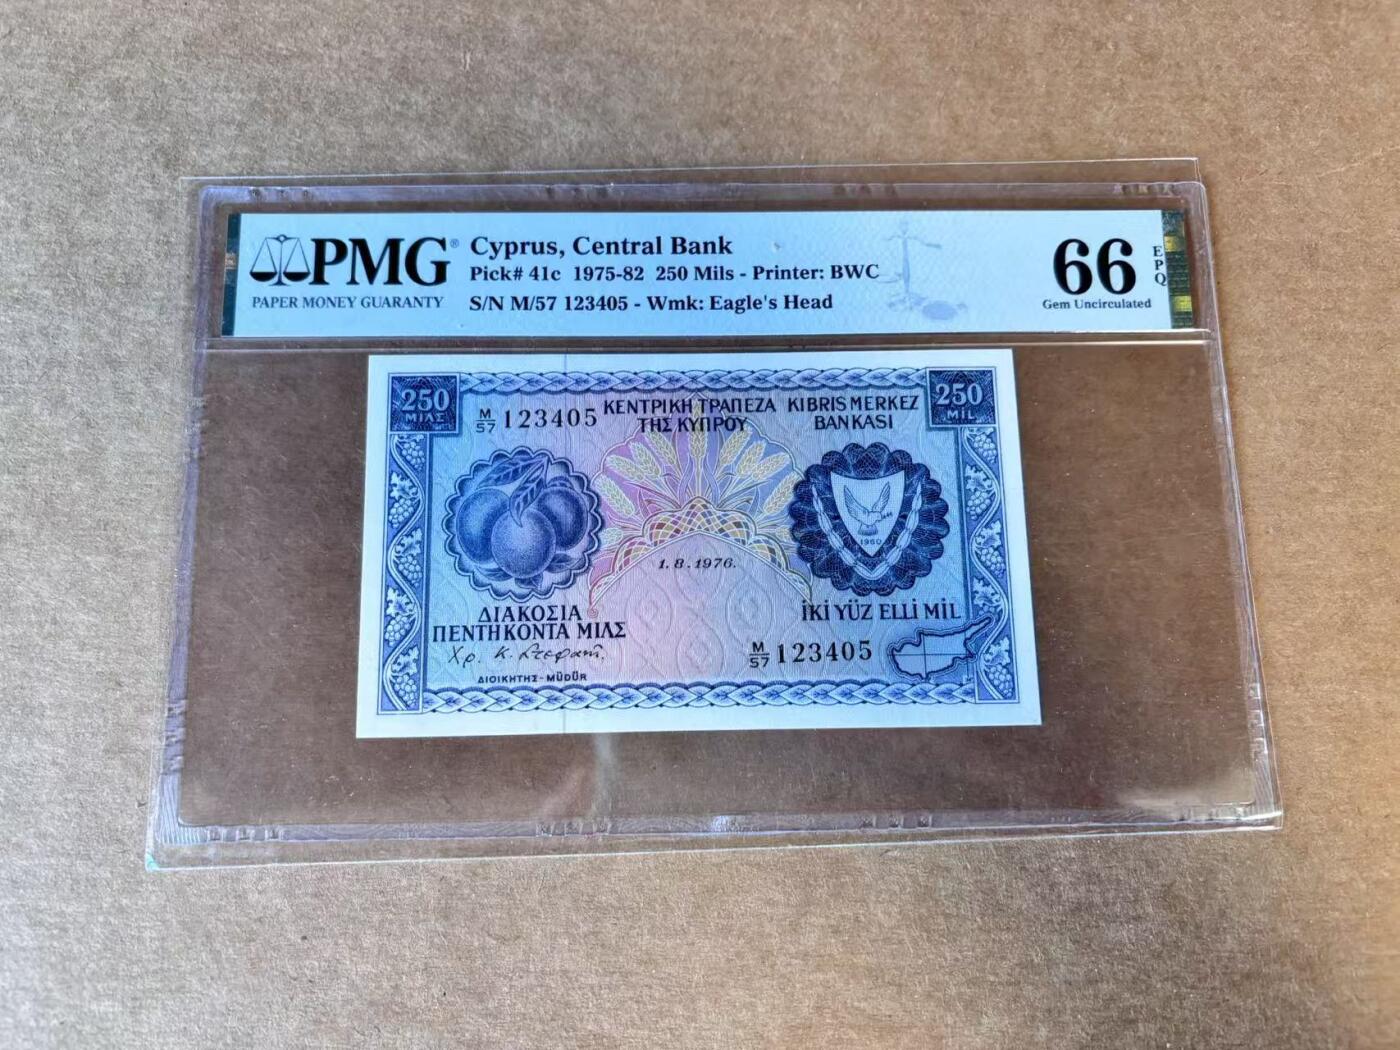 PMG®
PAPER MONEY GUARANTY
Cyprus, Central Bank
Pick# 41c 1975-82 250 Mils - Printer: BWC
S/N M/57 123405 - Wmk: Eagle's Head
66
EPQ
Gem Uncirculated
250
ΜΙΛΣ
M/57 123405
ΚΕΝΤΡΙΚΗ ΤΡΑΠΕΖΑ
ΤΗΣ ΚΥΠΡΟΥ
KIBRIS MERKEZ
BANKASI
250
MIL
1960
1.8.1976.
ΔΙΑΚΟΣΙΑ
ΠΕΝΤΗΚΟΝΤΑ ΜΙΛΣ
İKİ YÜZ ELLİ MİL
Χρ. Κ. Στεφανι.
ΔΙΟΙΚΗΤΗΣ - MÜDÜR
M/57 123405